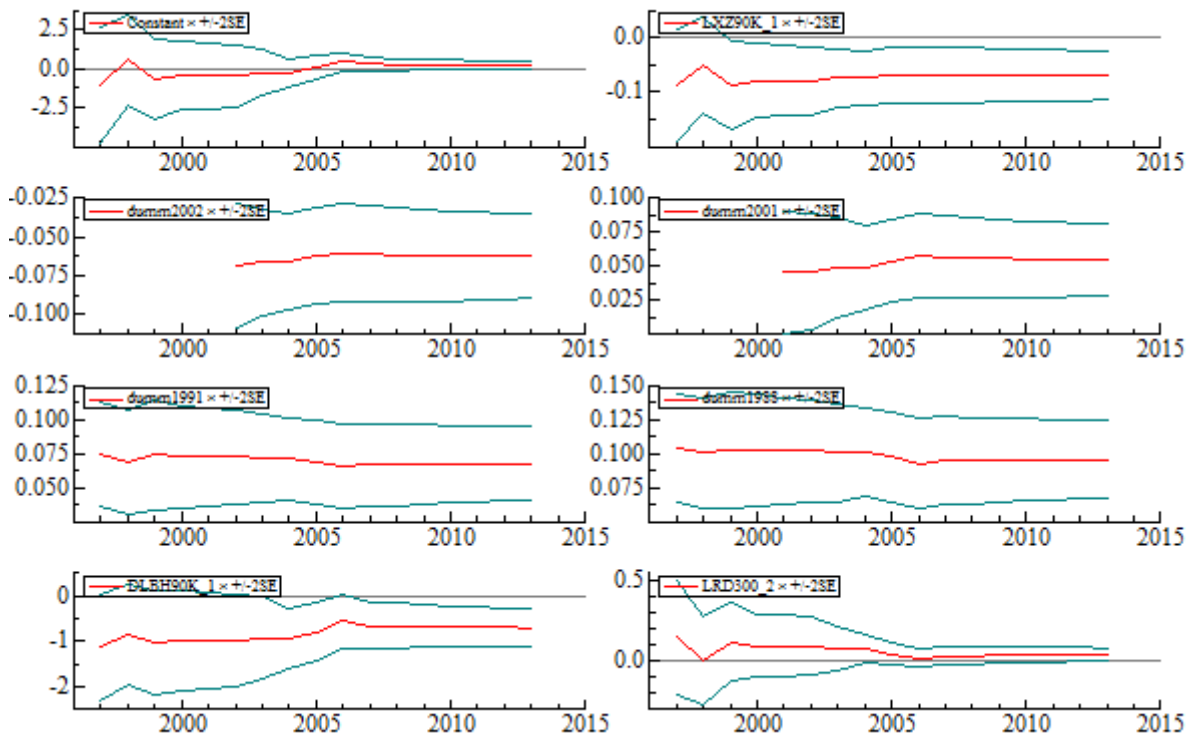 Constant × +/-2SE
2.5
0.0
-2.5
2000 2005 2010 2015
LXZ90K_1 × +/-2SE
0.0
-0.1
2000 2005 2010 2015
dumm2002 × +/-2SE
-0.025
-0.050
-0.075
-0.100
2000 2005 2010 2015
dumm2001 × +/-2SE
0.100
0.075
0.050
0.025
2000 2005 2010 2015
dumm1991 × +/-2SE
0.125
0.100
0.075
0.050
2000 2005 2010 2015
dumm1988 × +/-2SE
0.150
0.125
0.100
0.075
2000 2005 2010 2015
DLBH90K_1 × +/-2SE
0
-1
-2
2000 2005 2010 2015
LRD300_2 × +/-2SE
0.5
0.0
2000 2005 2010 2015